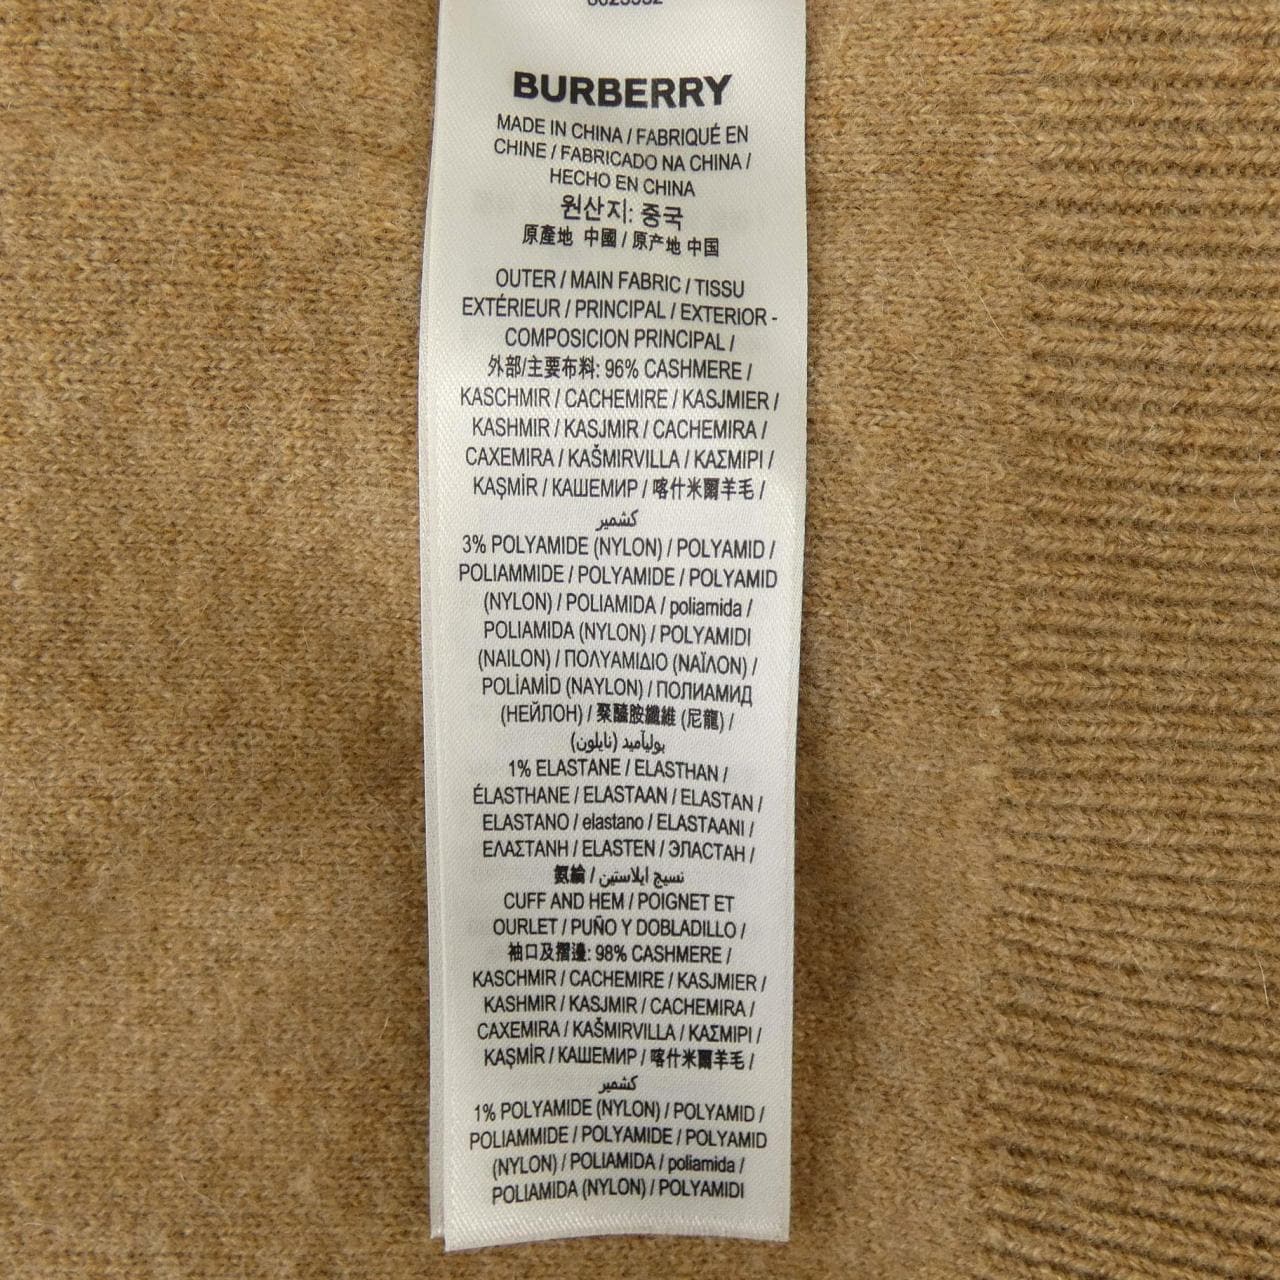 BURBERRY
MADE IN CHINA / FABRIQUÉ EN
CHINE / FABRICADO NA CHINA /
HECHO EN CHINA
원산지: 중국
原產地 中國 / 原产地 中国
OUTER / MAIN FABRIC / TISSU
EXTÉRIEUR / PRINCIPAL / EXTERIOR -
COMPOSICION PRINCIPAL /
外部/主要布料: 96% CASHMERE /
KASCHMIR / CACHEMIRE / KASJMIER /
KASHMIR / KASJMIR / CACHEMIRA /
CAXEMIRA / KAŠMIRVILLA / ΚΑΣΜΙΡΙ /
KAŞMİR / КАШЕМИР / 喀什米爾羊毛 /
كشمير
3% POLYAMIDE (NYLON) / POLYAMID /
POLIAMMIDE / POLYAMIDE / POLYAMID
(NYLON) / POLIAMIDA / poliamida /
POLIAMIDA (NYLON) / POLYAMIDI
(NAILON) / ΠΟΛΥΑΜΙΔΙΟ (ΝΑΪΛΟΝ) /
POLİAMİD (NAYLON) / ПОЛИАМИД
(НЕЙЛОН) / 聚醯胺纖維 (尼龍) /
بولیآمید (نایلون)
1% ELASTANE / ELASTHAN /
ÉLASTHANE / ELASTAAN / ELASTAN /
ELASTANO / elastano / ELASTAANI /
ΕΛΑΣΤΑΝΗ / ELASTEN / ЭЛАСТАН /
氨綸 / نسيج ايلاستين
CUFF AND HEM / POIGNET ET
OURLET / PUÑO Y DOBLADILLO /
袖口及摺邊: 98% CASHMERE /
KASCHMIR / CACHEMIRE / KASJMIER /
KASHMIR / KASJMIR / CACHEMIRA /
CAXEMIRA / KAŠMIRVILLA / ΚΑΣΜΙΡΙ /
KAŞMİR / КАШЕМИР / 喀什米爾羊毛 /
كشمير
1% POLYAMIDE (NYLON) / POLYAMID /
POLIAMMIDE / POLYAMIDE / POLYAMID
(NYLON) / POLIAMIDA / poliamida /
POLIAMIDA (NYLON) / POLYAMIDI